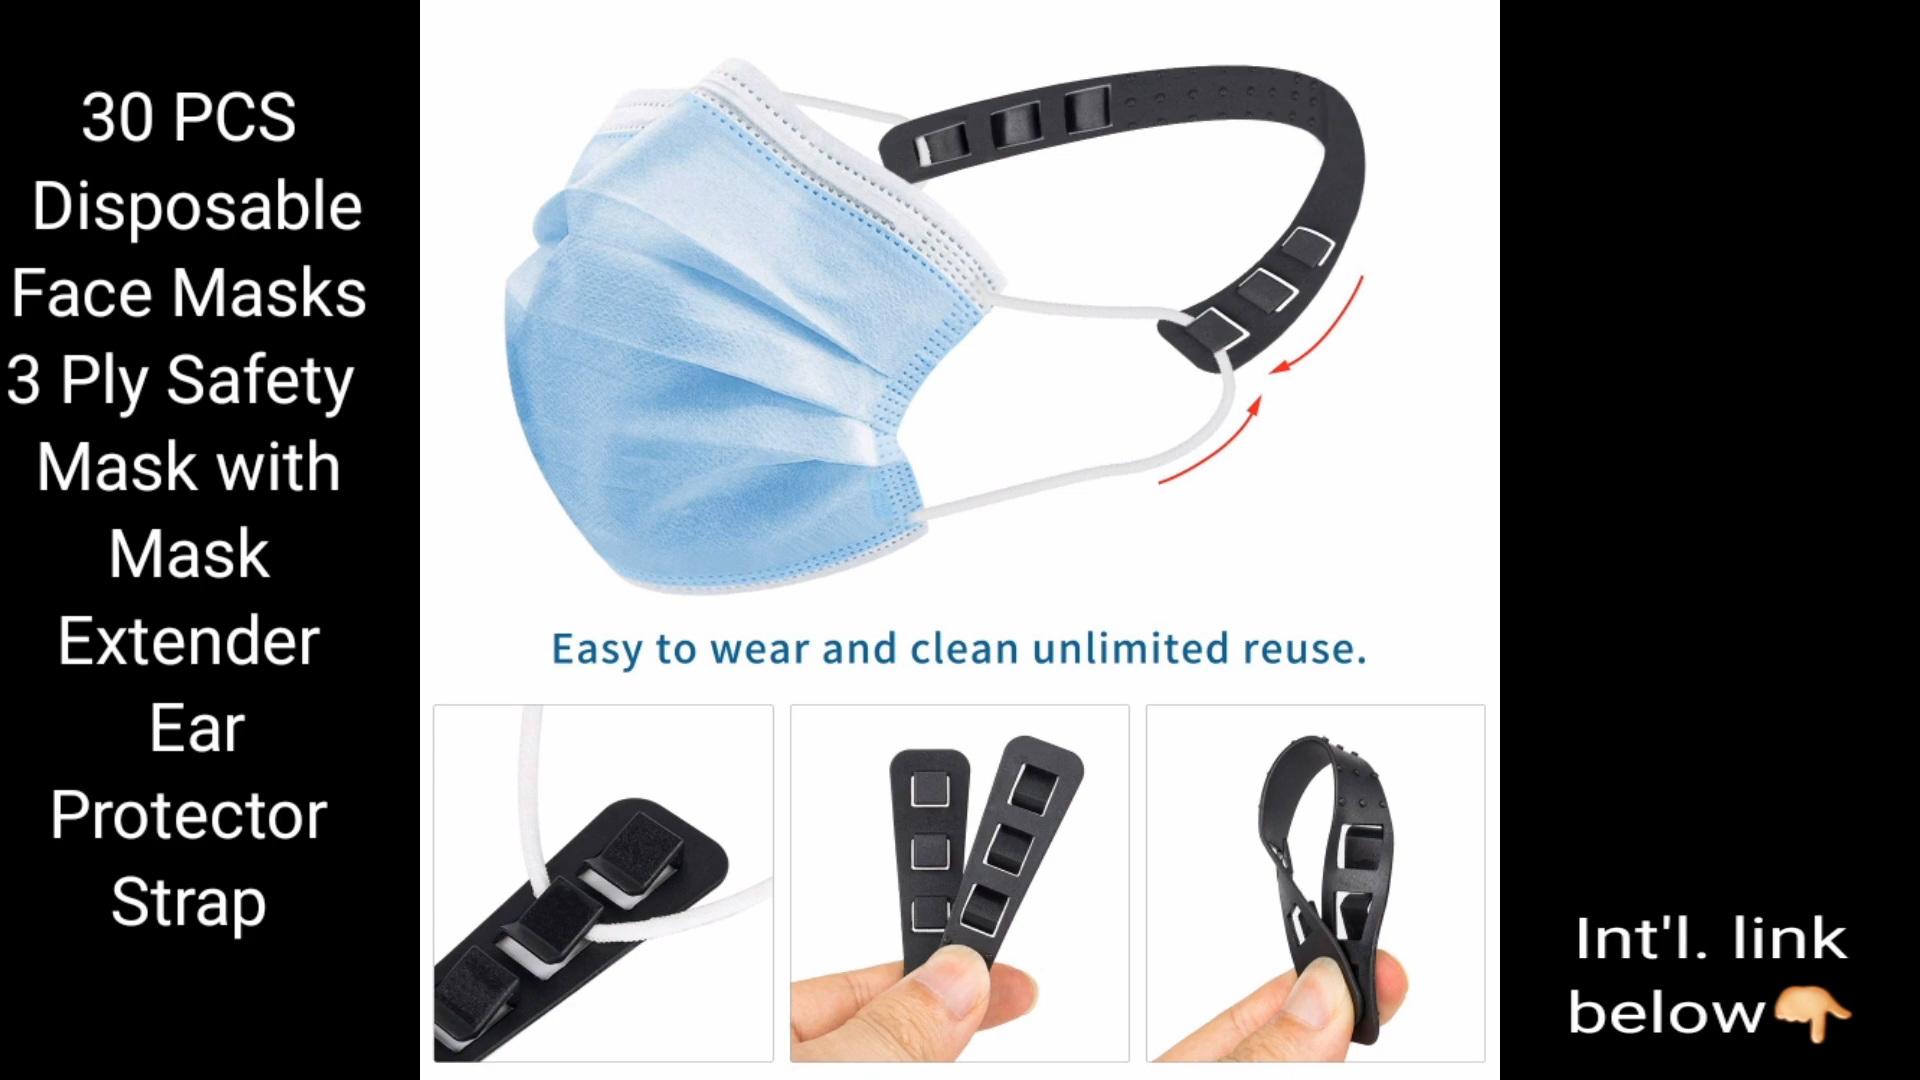 30 PCS
Disposable
Face Masks
3 Ply Safety
Mask with
Mask
Extender
Ear
Protector
Strap
Easy to wear and clean unlimited reuse.
Int'l. link
below👇